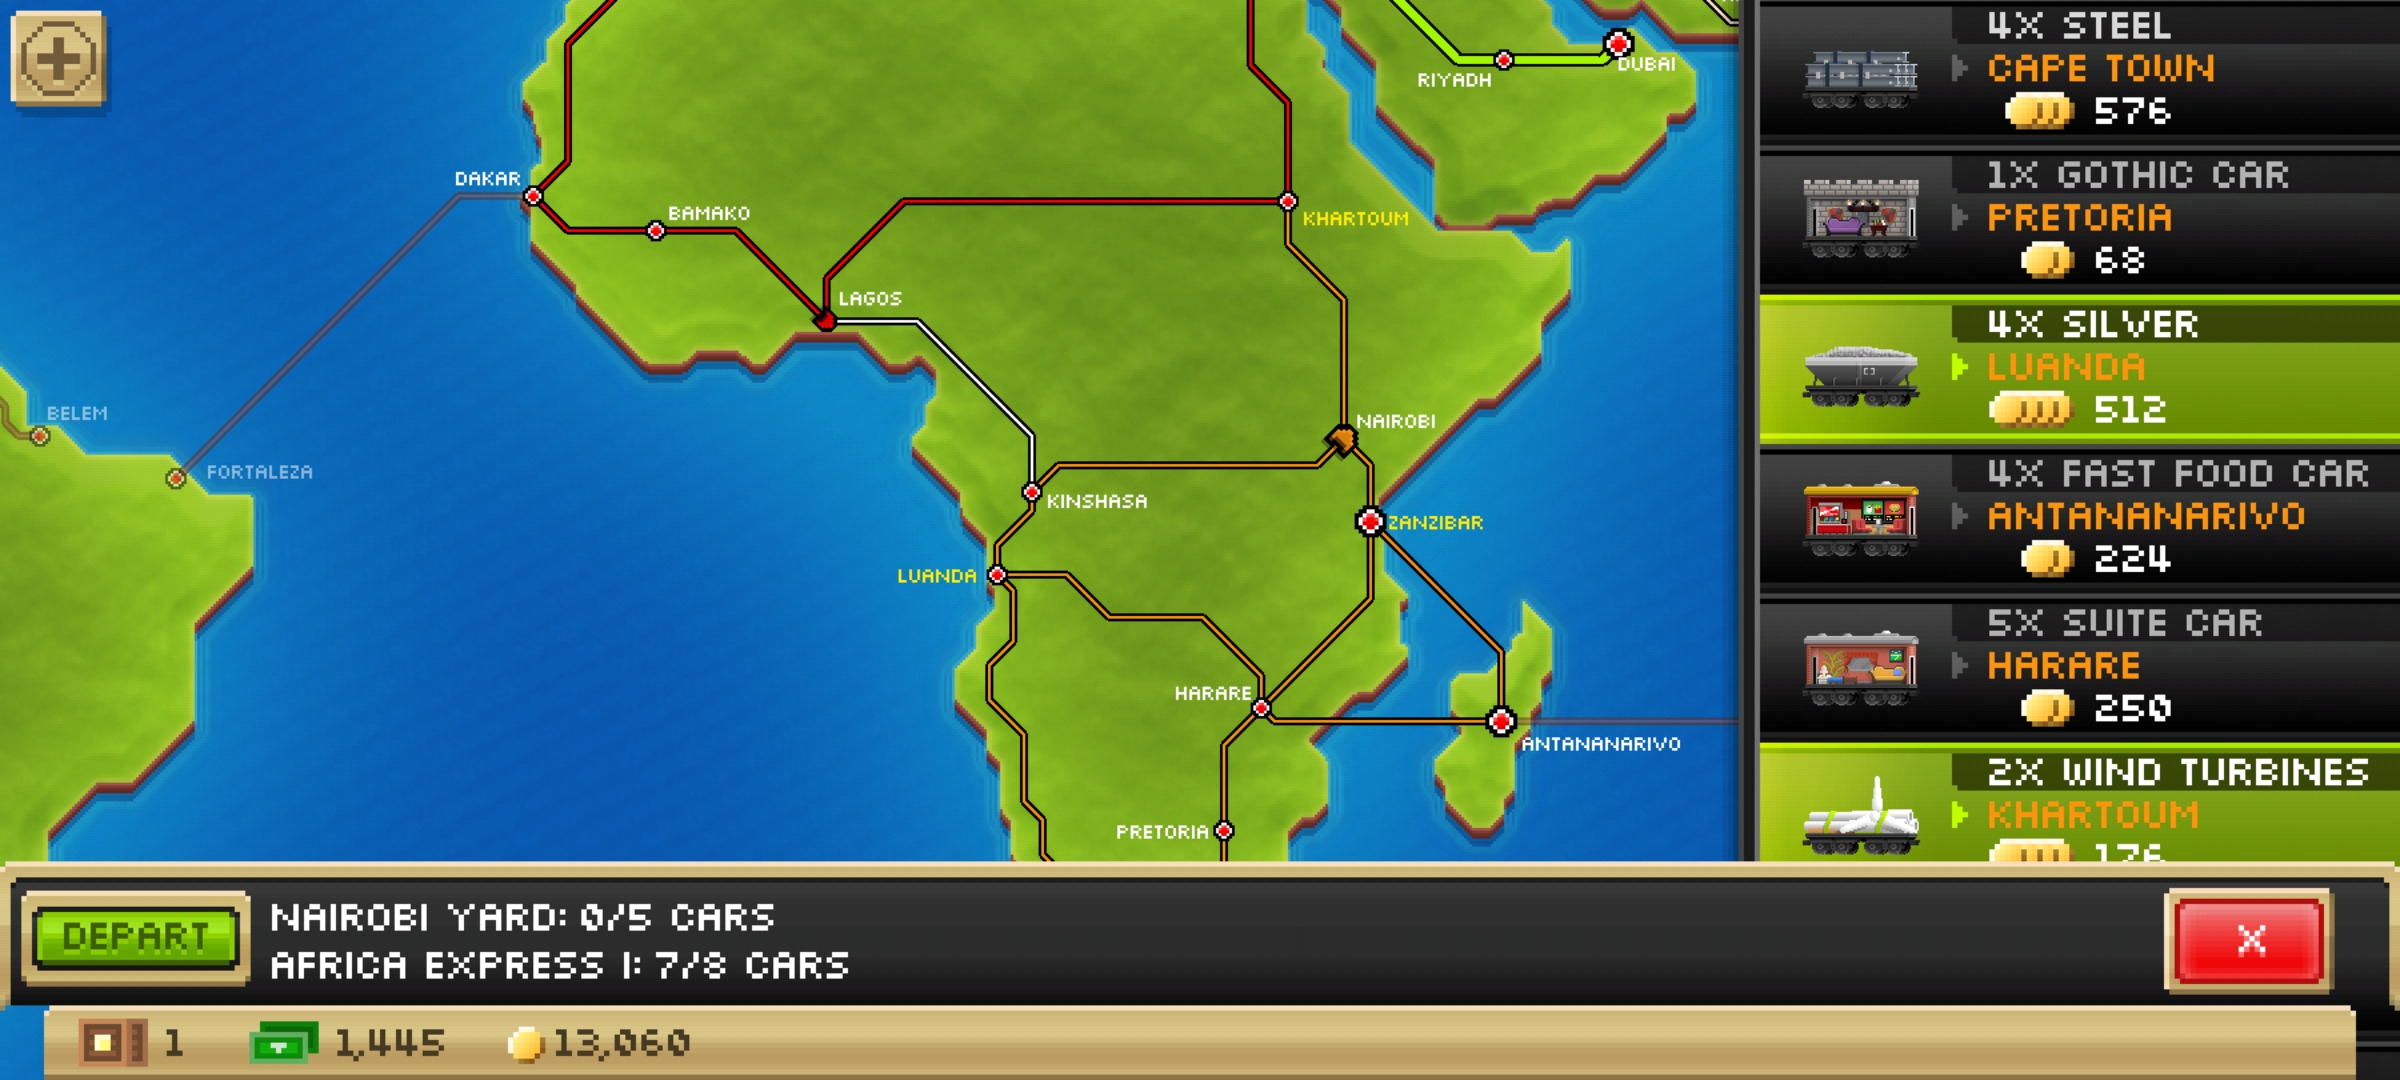 RIYADH
DUBAI
DAKAR
BAMAKO
KHARTOUM
LAGOS
BELEM
FORTALEZA
NAIROBI
KINSHASA
ZANZIBAR
LUANDA
HARARE
ANTANANARIVO
PRETORIA
4X STEEL
CAPE TOWN
576
1X GOTHIC CAR
PRETORIA
68
4X SILVER
LUANDA
512
4X FAST FOOD CAR
ANTANANARIVO
224
5X SUITE CAR
HARARE
250
2X WIND TURBINES
KHARTOUM
176
DEPART
NAIROBI YARD: 0/5 CARS
AFRICA EXPRESS I: 7/8 CARS
X
1
1,445
13,060